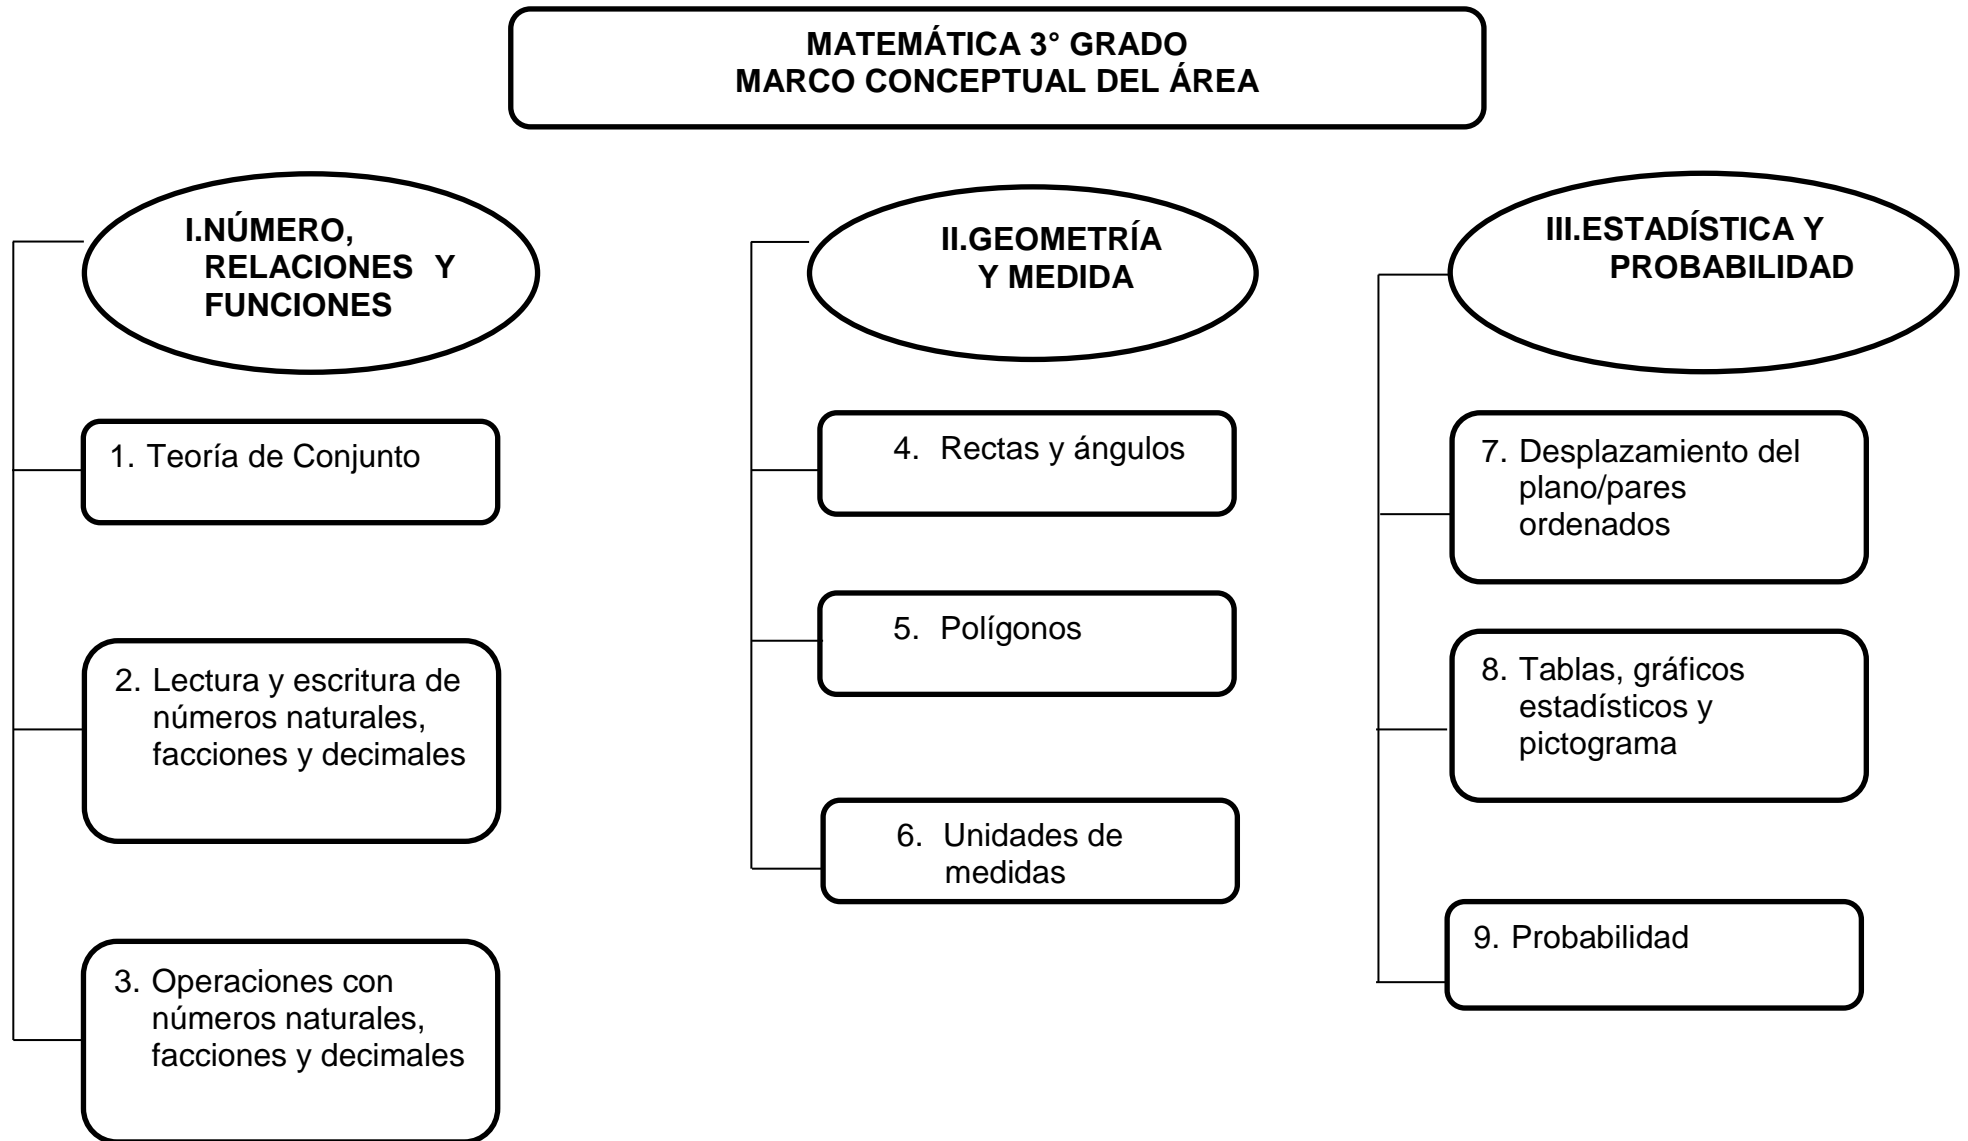 MATEMÁTICA 3° GRADO
MARCO CONCEPTUAL DEL ÁREA
I.NÚMERO,
RELACIONES Y
FUNCIONES
1. Teoría de Conjunto
2. Lectura y escritura de
números naturales,
facciones y decimales
3. Operaciones con
números naturales,
facciones y decimales
II.GEOMETRÍA
Y MEDIDA
4. Rectas y ángulos
5. Polígonos
6. Unidades de
medidas
III.ESTADÍSTICA Y
PROBABILIDAD
7. Desplazamiento del
plano/pares
ordenados
8. Tablas, gráficos
estadísticos y
pictograma
9. Probabilidad